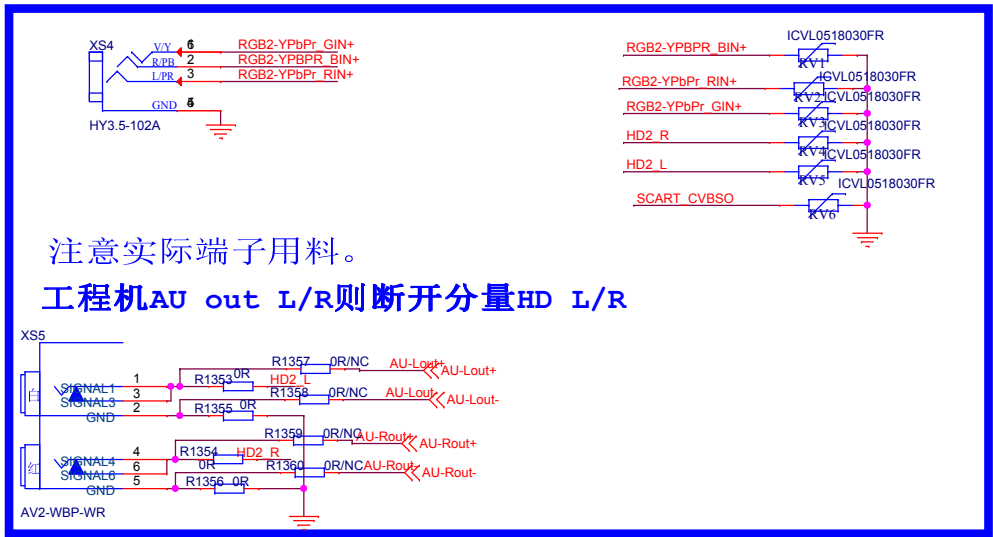 XS4
V/Y 6 1 RGB2-YPbPr_GIN+
R/PB 2 RGB2-YPBPR_BIN+
L/PR 3 RGB2-YPbPr_RIN+
GND
HY3.5-102A
ICVL0518030FR
RGB2-YPBPR_BIN+
RV1
ICVL0518030FR
RGB2-YPbPr_RIN+
RV2 ICVL0518030FR
RGB2-YPbPr_GIN+
RV3 ICVL0518030FR
HD2_R
RV4 ICVL0518030FR
HD2_L
RV5 ICVL0518030FR
SCART_CVBSO
RV6
注意实际端子用料。
工程机AU out L/R则断开分量HD L/R
XS5
R1357 0R/NC AU-Lout+ AU-Lout+
白 SIGNAL1 1 R1353 0R HD2_L
SIGNAL3 3 R1358 0R/NC AU-Lout- AU-Lout-
GND 2 R1355 0R
R1359 0R/NC AU-Rout+ AU-Rout+
红 SIGNAL4 4 R1354 0R HD2_R
SIGNAL6 6 R1360 0R/NC AU-Rout- AU-Rout-
GND 5 R1356 0R
AV2-WBP-WR